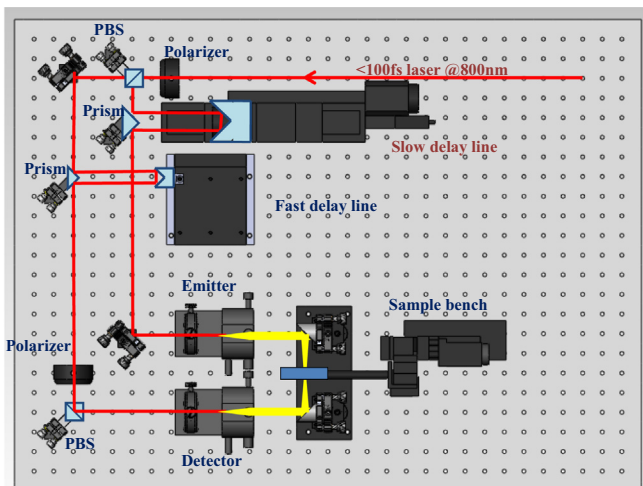 PBS
Polarizer
<100fs laser @800nm
Prism
Slow delay line
Prism
Fast delay line
Emitter
Sample bench
Polarizer
PBS
Detector